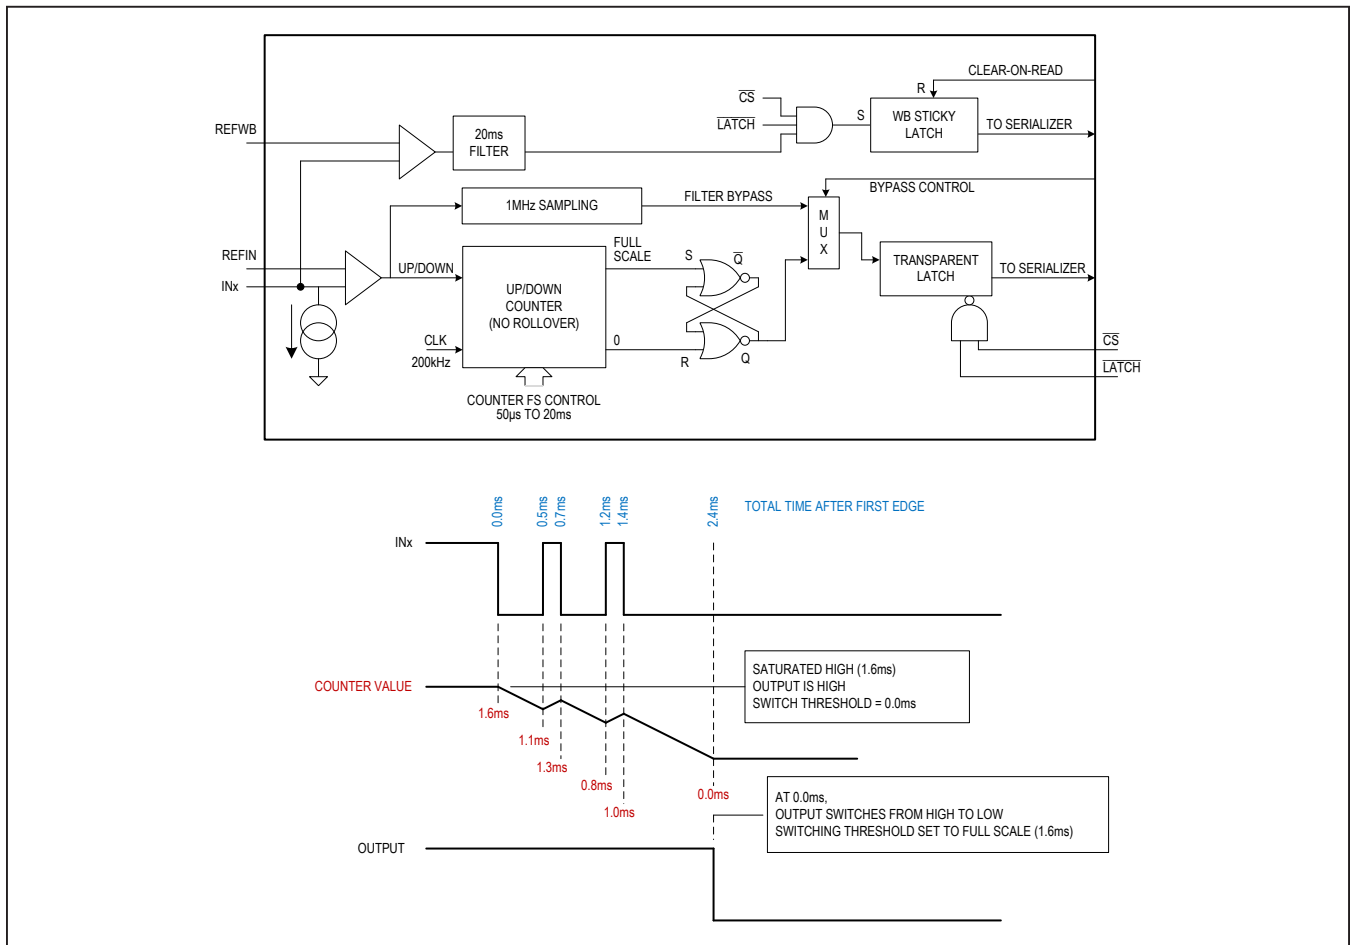 CLEAR-ON-READ
R
CS
REFWB
LATCH
S
WB STICKY
LATCH
TO SERIALIZER
20ms
FILTER
BYPASS CONTROL
1MHz SAMPLING
FILTER BYPASS
M
U
X
REFIN
INx
UP/DOWN
FULL
SCALE
S
Q
UP/DOWN
COUNTER
(NO ROLLOVER)
TRANSPARENT
LATCH
TO SERIALIZER
CLK
200kHz
0
R
Q
CS
LATCH
COUNTER FS CONTROL
50µs TO 20ms
0.0ms
0.5ms
0.7ms
1.2ms
1.4ms
2.4ms
TOTAL TIME AFTER FIRST EDGE
INx
COUNTER VALUE
SATURATED HIGH (1.6ms)
OUTPUT IS HIGH
SWITCH THRESHOLD = 0.0ms
1.6ms
1.1ms
1.3ms
0.8ms
1.0ms
0.0ms
AT 0.0ms,
OUTPUT SWITCHES FROM HIGH TO LOW
SWITCHING THRESHOLD SET TO FULL SCALE (1.6ms)
OUTPUT